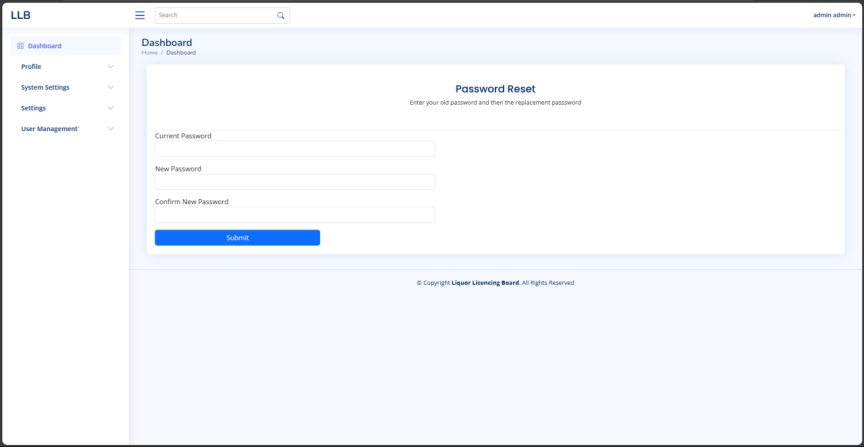 LLB
Search
admin admin
Dashboard
Profile
System Settings
Settings
User Management`
Dashboard
Home / Dashboard
Password Reset
Enter your old password and then the replacement passsword
Current Password
New Password
Confirm New Password
Submit
© Copyright Liquor Licencing Board. All Rights Reserved